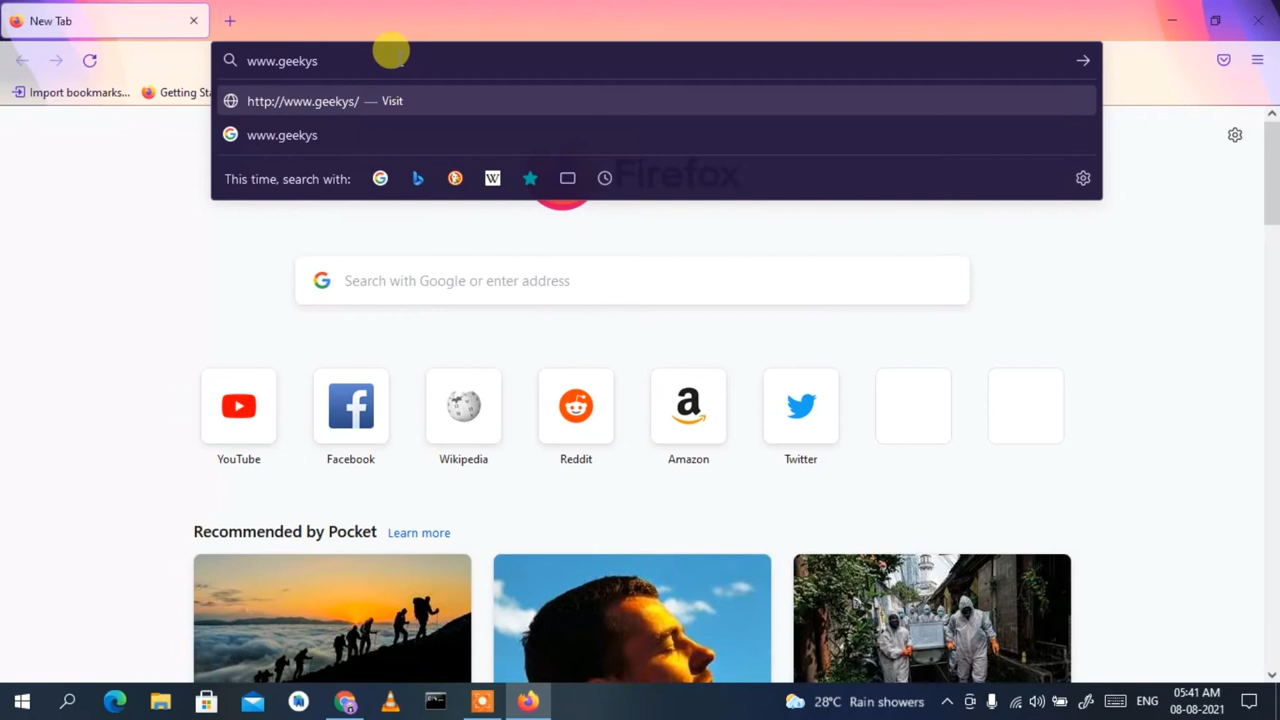 New Tab
www.geekys
http://www.geekys/ — Visit
www.geekys
This time, search with:
Import bookmarks...
Getting Sta
Firefox
Search with Google or enter address
YouTube
Facebook
Wikipedia
Reddit
Amazon
Twitter
Recommended by Pocket Learn more
28°C Rain showers
ENG
05:41 AM
08-08-2021